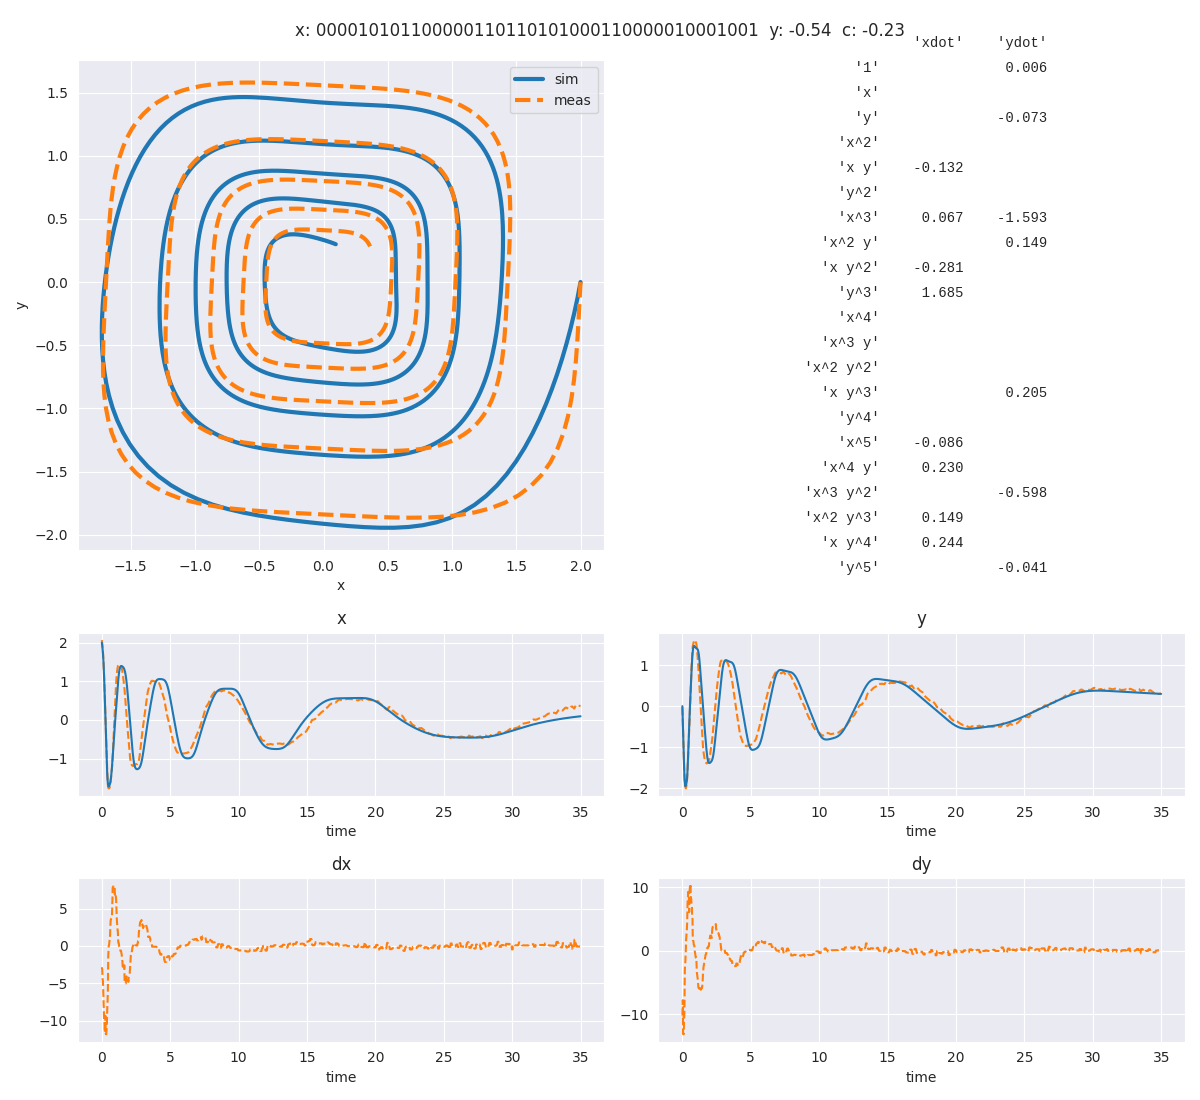 x: 000010101100000110110101000110000010001001  y: -0.54  c: -0.23
'xdot' 'ydot'
'1' 0.006
'x'
'y' -0.073
'x^2'
'x y' -0.132
'y^2'
'x^3' 0.067 -1.593
'x^2 y' 0.149
'x y^2' -0.281
'y^3' 1.685
'x^4'
'x^3 y'
'x^2 y^2'
'x y^3' 0.205
'y^4'
'x^5' -0.086
'x^4 y' 0.230
'x^3 y^2' -0.598
'x^2 y^3' 0.149
'x y^4' 0.244
'y^5' -0.041
sim
meas
1.5
1.0
0.5
0.0
−0.5
−1.0
−1.5
−2.0
y
−1.5 −1.0 −0.5 0.0 0.5 1.0 1.5 2.0
x
x
2
1
0
−1
0 5 10 15 20 25 30 35
time
y
1
0
−1
−2
0 5 10 15 20 25 30 35
time
dx
5
0
−5
−10
0 5 10 15 20 25 30 35
time
dy
10
0
−10
0 5 10 15 20 25 30 35
time